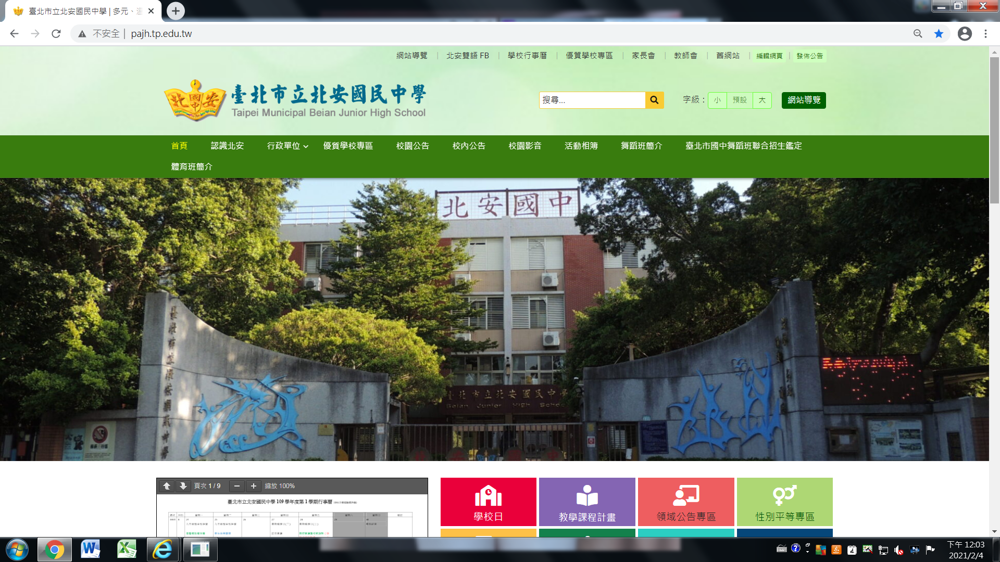 臺北市立北安國民中學 | 多元、溫
不安全 | pajh.tp.edu.tw
網站導覽 | 北安雙語 FB | 學校行事曆 | 優質學校專區 | 家長會 | 教師會 | 舊網站 | 編輯網頁 | 發佈公告
臺北市立北安國民中學
Taipei Municipal Beian Junior High School
搜尋...
字級： 小 預設 大
網站導覽
首頁 認識北安 行政單位 優質學校專區 校園公告 校內公告 校園影音 活動相簿 舞蹈班簡介 臺北市國中舞蹈班聯合招生鑑定
體育班簡介
北安國中
臺北市立北安國民中學
Beian Junior High School
頁次 1 / 9 縮放 100%
臺北市立北安國民中學 109 學年度第 1 學期行事曆
學校日
教學課程計畫
領域公告專區
性別平等專區
下午 12:03
2021/2/4